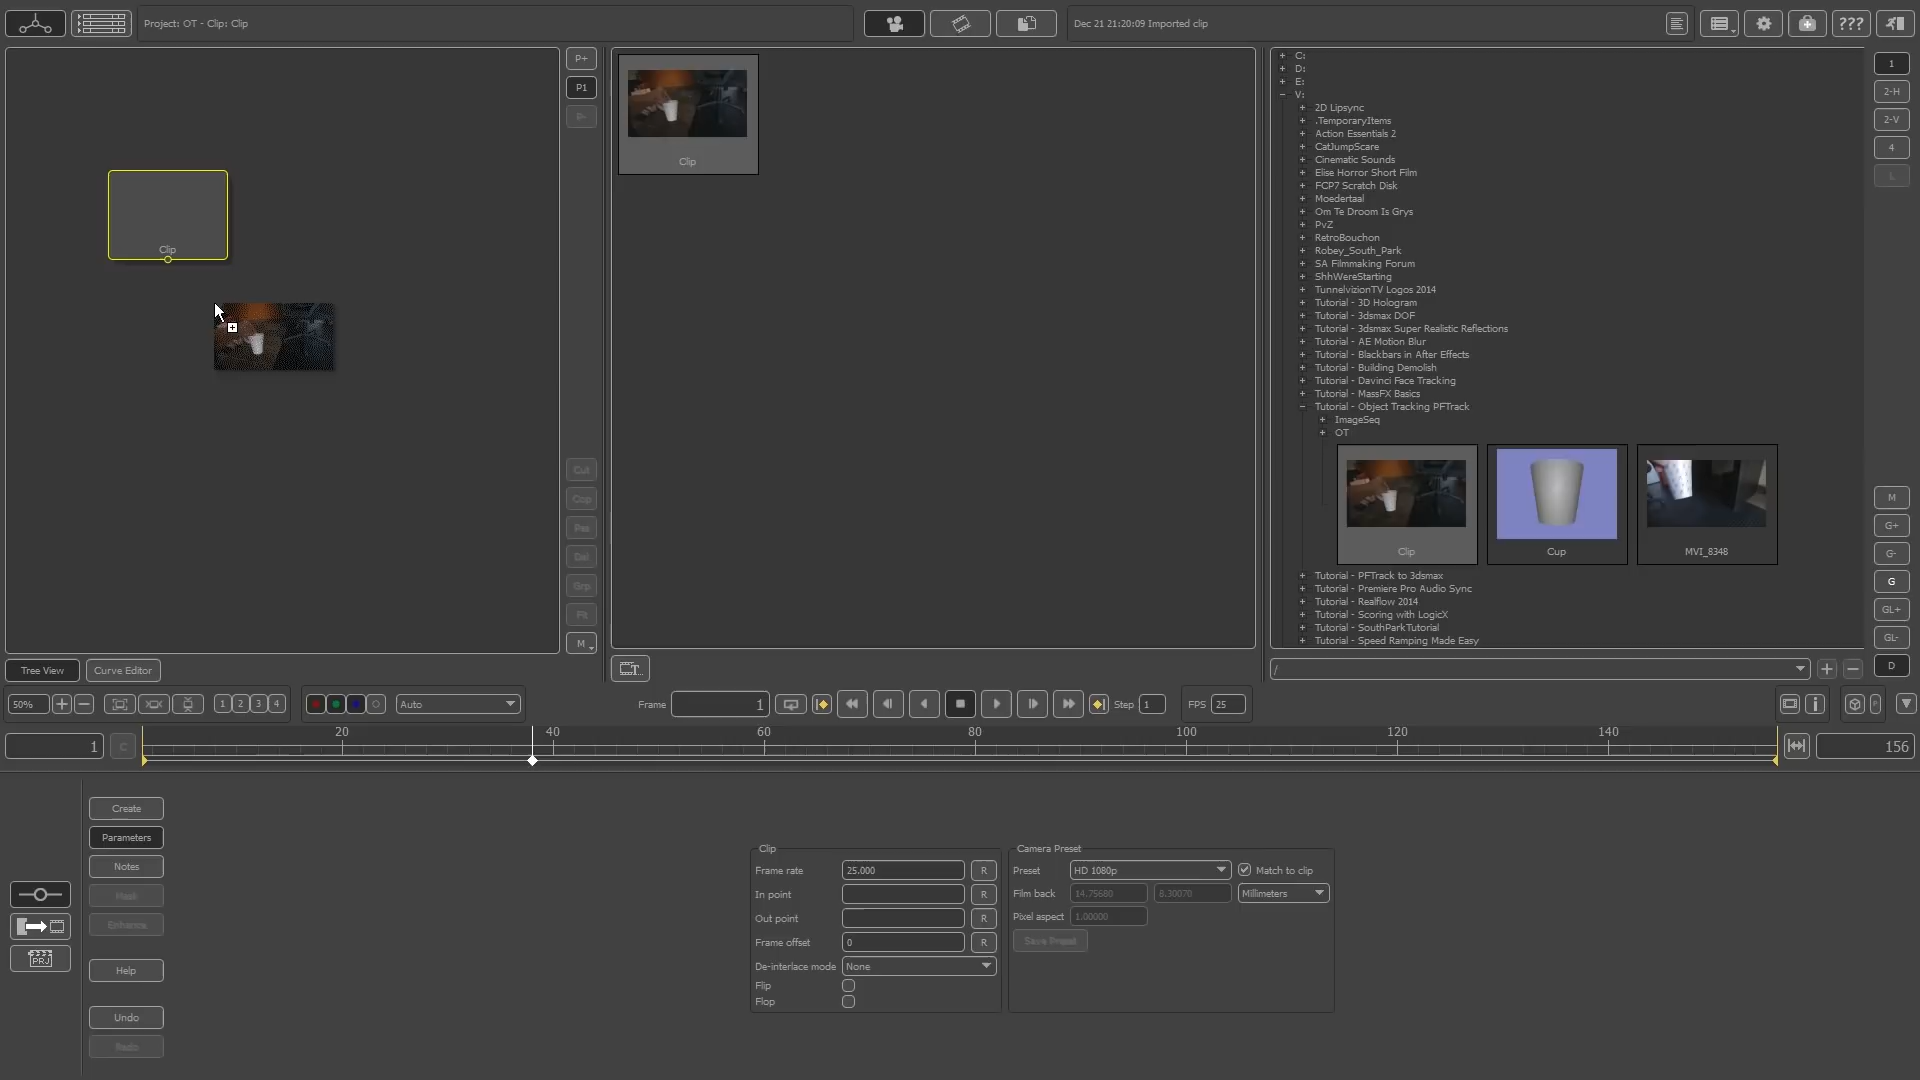 Project: OT - Clip: Clip
Dec 21 21:20:09 Imported clip
???
P+
P1
P-
Clip
Clip
Cut
Cop
Pas
Del
Grp
Fit
M
Tree View
Curve Editor
C:
D:
E:
V:
2D Lipsync
.TemporaryItems
Action Essentials 2
CatJumpScare
Cinematic Sounds
Elise Horror Short Film
FCP7 Scratch Disk
Moedertaal
Om Te Droom Is Grys
PvZ
RetroBouchon
Robey_South_Park
SA Filmmaking Forum
ShhWereStarting
TunnelvizionTV Logos 2014
Tutorial - 3D Hologram
Tutorial - 3dsmax DOF
Tutorial - 3dsmax Super Realistic Reflections
Tutorial - AE Motion Blur
Tutorial - Blackbars in After Effects
Tutorial - Building Demolish
Tutorial - Davinci Face Tracking
Tutorial - MassFX Basics
Tutorial - Object Tracking PFTrack
ImageSeq
OT
Clip
Cup
MVI_8348
Tutorial - PFTrack to 3dsmax
Tutorial - Premiere Pro Audio Sync
Tutorial - Realflow 2014
Tutorial - Scoring with LogicX
Tutorial - SouthParkTutorial
Tutorial - Speed Ramping Made Easy
/
1
2-H
2-V
4
L
M
G+
G-
G
GL+
GL-
D
50%
1 2 3 4
Auto
Frame 1
Step 1
FPS 25
1
C
20 40 60 80 100 120 140
156
Create
Parameters
Notes
Mask
Enhance
Help
Undo
Redo
PRJ
Clip
Frame rate 25.000 R
In point R
Out point R
Frame offset 0 R
De-interlace mode None
Flip
Flop
Camera Preset
Preset HD 1080p Match to clip
Film back 14.75680 8.30070 Millimeters
Pixel aspect 1.00000
Save Preset